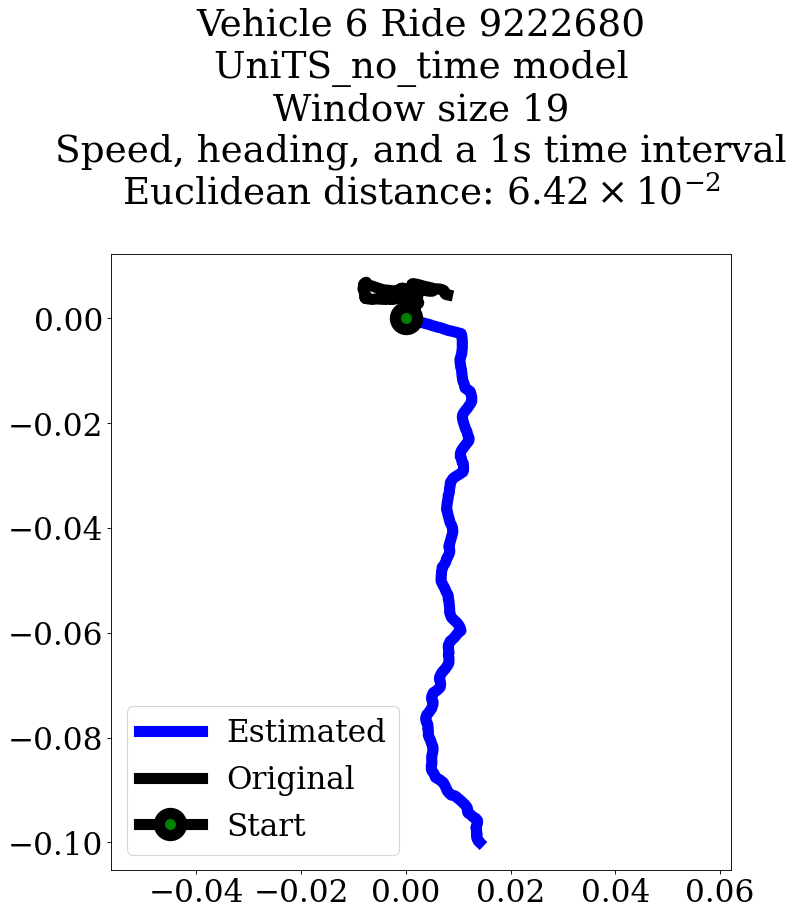 Vehicle 6 Ride 9222680
UniTS_no_time model
Window size 19
Speed, heading, and a 1s time interval
Euclidean distance: 6.42 × 10⁻²
0.00
−0.02
−0.04
−0.06
−0.08
−0.10
Estimated
Original
Start
−0.04 −0.02 0.00 0.02 0.04 0.06